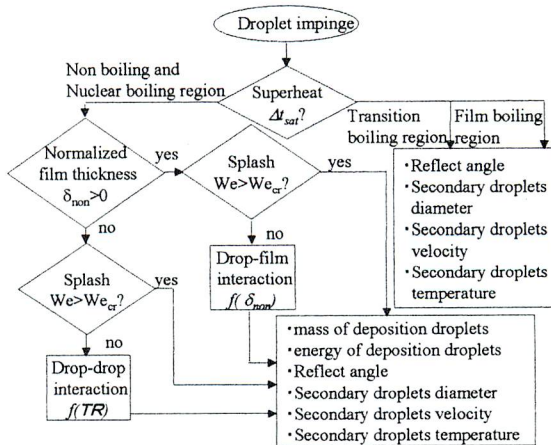 Droplet impinge
Non boiling and
Nuclear boiling region
Superheat
Δt_sat?
Transition
boiling region
Film boiling
region
Normalized
film thickness
δ_non>0
yes
Splash
We>We_cr?
yes
・Reflect angle
・Secondary droplets
diameter
・Secondary droplets
velocity
・Secondary droplets
temperature
no
no
Splash
We>We_cr?
yes
Drop-film
interaction
f(δ_non)
no
Drop-drop
interaction
f(TR)
・mass of deposition droplets
・energy of deposition droplets
・Reflect angle
・Secondary droplets diameter
・Secondary droplets velocity
・Secondary droplets temperature